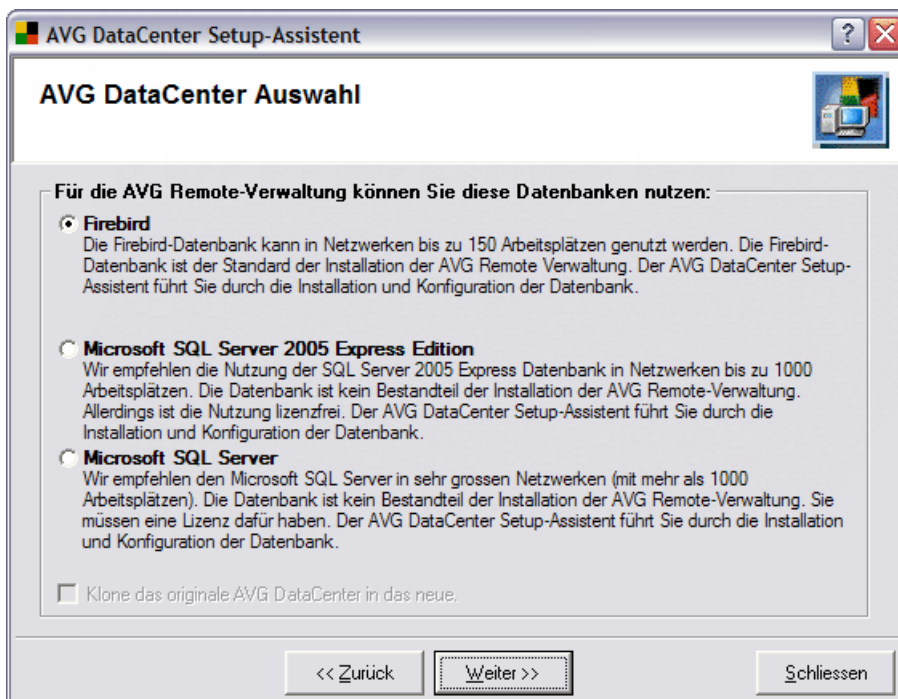 AVG DataCenter Setup-Assistent
AVG DataCenter Auswahl
Für die AVG Remote-Verwaltung können Sie diese Datenbanken nutzen:
Firebird
Die Firebird-Datenbank kann in Netzwerken bis zu 150 Arbeitsplätzen genutzt werden. Die Firebird-
Datenbank ist der Standard der Installation der AVG Remote Verwaltung. Der AVG DataCenter Setup-
Assistent führt Sie durch die Installation und Konfiguration der Datenbank.
Microsoft SQL Server 2005 Express Edition
Wir empfehlen die Nutzung der SQL Server 2005 Express Datenbank in Netzwerken bis zu 1000
Arbeitsplätzen. Die Datenbank ist kein Bestandteil der Installation der AVG Remote-Verwaltung.
Allerdings ist die Nutzung lizenzfrei. Der AVG DataCenter Setup-Assistent führt Sie durch die
Installation und Konfiguration der Datenbank.
Microsoft SQL Server
Wir empfehlen den Microsoft SQL Server in sehr grossen Netzwerken (mit mehr als 1000
Arbeitsplätzen). Die Datenbank ist kein Bestandteil der Installation der AVG Remote-Verwaltung. Sie
müssen eine Lizenz dafür haben. Der AVG DataCenter Setup-Assistent führt Sie durch die Installation
und Konfiguration der Datenbank.
Klone das originale AVG DataCenter in das neue.
<< Zurück
Weiter >>
Schliessen